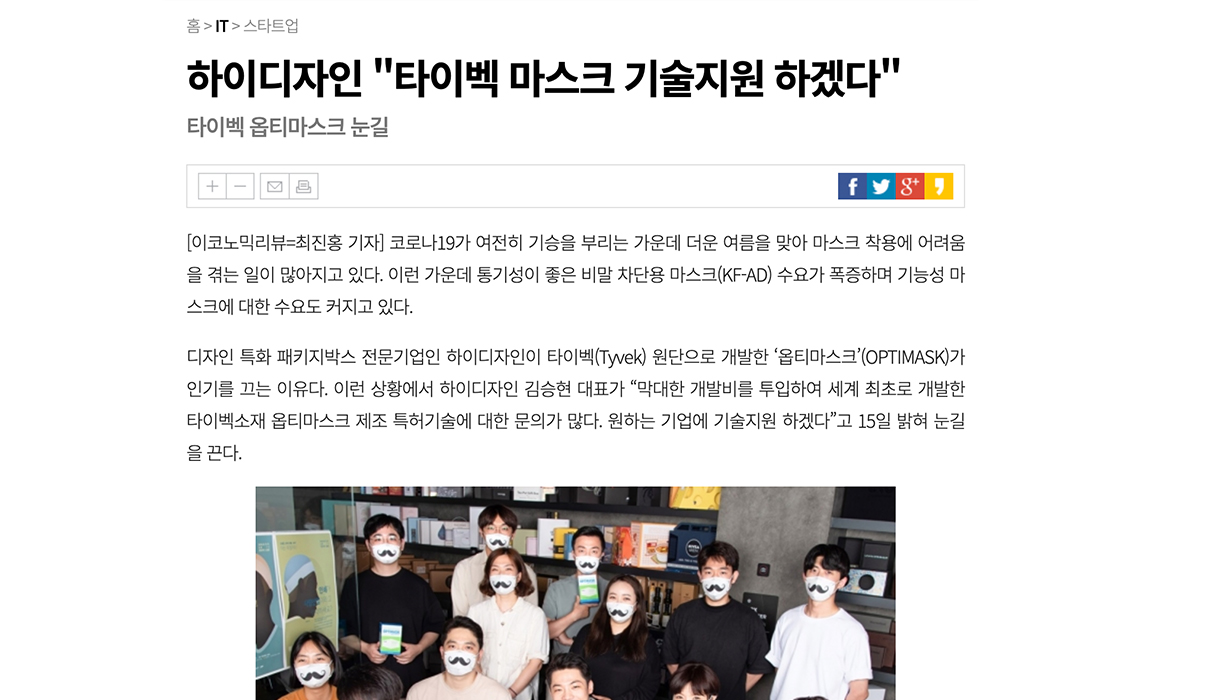 홈 > IT > 스타트업
하이디자인 "타이벡 마스크 기술지원 하겠다"
타이벡 옵티마스크 눈길
[이코노믹리뷰=최진홍 기자] 코로나19가 여전히 기승을 부리는 가운데 더운 여름을 맞아 마스크 착용에 어려움
을 겪는 일이 많아지고 있다. 이런 가운데 통기성이 좋은 비말 차단용 마스크(KF-AD) 수요가 폭증하며 기능성 마
스크에 대한 수요도 커지고 있다.
디자인 특화 패키지박스 전문기업인 하이디자인이 타이벡(Tyvek) 원단으로 개발한 ‘옵티마스크’(OPTIMASK)가
인기를 끄는 이유다. 이런 상황에서 하이디자인 김승현 대표가 “막대한 개발비를 투입하여 세계 최초로 개발한
타이벡소재 옵티마스크 제조 특허기술에 대한 문의가 많다. 원하는 기업에 기술지원 하겠다”고 15일 밝혀 눈길
을 끈다.